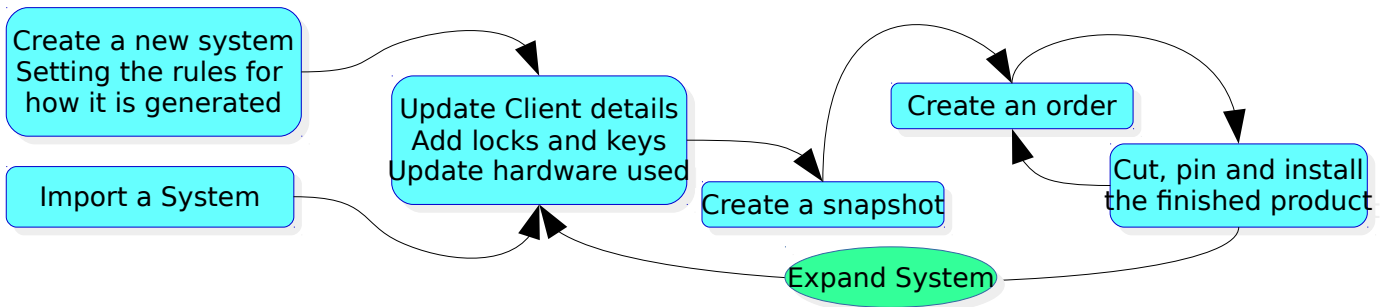 Create a new system
Setting the rules for
how it is generated
Import a System
Update Client details
Add locks and keys
Update hardware used
Create a snapshot
Create an order
Cut, pin and install
the finished product
Expand System